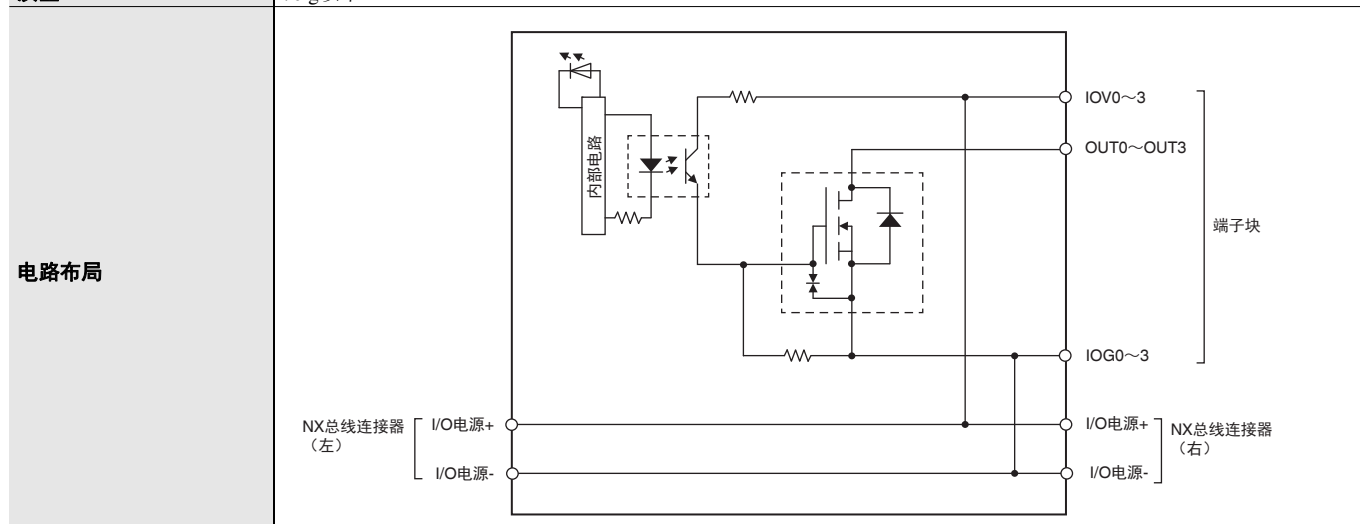 电路布局
内部电路
IOV0～3
OUT0～OUT3
端子块
IOG0～3
NX总线连接器
（左）
I/O电源+
I/O电源-
I/O电源+
I/O电源-
NX总线连接器
（右）